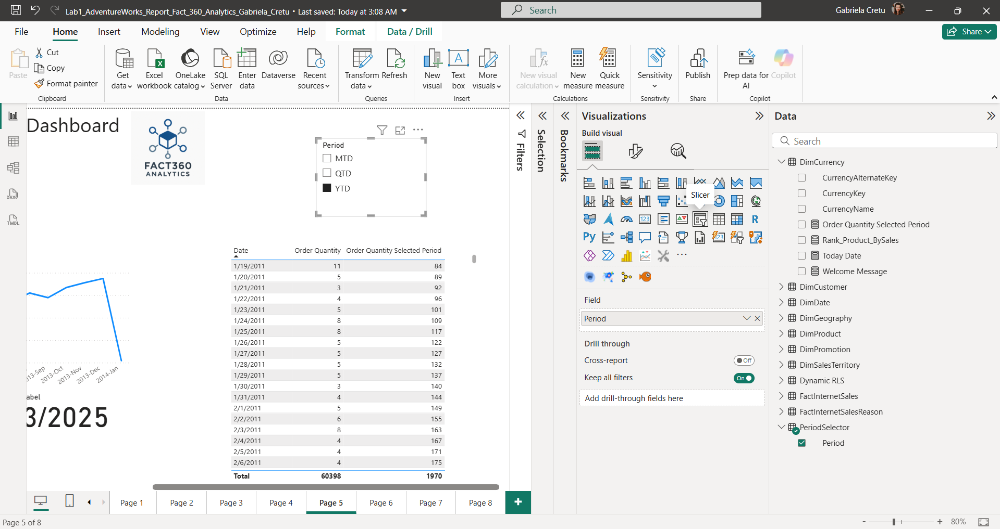 Lab1_AdventureWorks_Report_Fact_360_Analytics_Gabriela_Cretu • Last saved: Today at 3:08 AM
Search
Gabriela Cretu
File Home Insert Modeling View Optimize Help Format Data / Drill
Share
Paste
Cut
Copy
Format painter
Clipboard
Get data
Excel workbook
OneLake catalog
SQL Server
Enter data
Dataverse
Recent sources
Data
Transform data
Refresh
Queries
New visual
Text box
More visuals
Insert
New visual calculation
New measure
Quick measure
Calculations
Sensitivity
Sensitivity
Publish
Share
Prep data for AI
Copilot
Copilot
DAX
TMDL
Dashboard
FACT360
ANALYTICS
Period
MTD
QTD
YTD
2013-Sep
2013-Oct
2013-Nov
2013-Dec
2014-Jan
abel
3/2025
Date Order Quantity Order Quantity Selected Period
1/19/2011 11 84
1/20/2011 5 89
1/21/2011 3 92
1/22/2011 4 96
1/23/2011 5 101
1/24/2011 8 109
1/25/2011 8 117
1/26/2011 5 122
1/27/2011 5 127
1/28/2011 5 132
1/29/2011 5 137
1/30/2011 3 140
1/31/2011 4 144
2/1/2011 5 149
2/2/2011 6 155
2/3/2011 8 163
2/4/2011 4 167
2/5/2011 4 171
2/6/2011 4 175
Total 60398 1970
Filters
Selection
Bookmarks
Visualizations
Build visual
Slicer
123
R
Py
123
Field
Period
Drill through
Cross-report
Off
Keep all filters
On
Add drill-through fields here
Data
Search
DimCurrency
CurrencyAlternateKey
CurrencyKey
CurrencyName
Order Quantity Selected Period
Rank_Product_BySales
Today Date
Welcome Message
DimCustomer
DimDate
DimGeography
DimProduct
DimPromotion
DimSalesTerritory
Dynamic RLS
FactInternetSales
FactInternetSalesReason
PeriodSelector
Period
Page 1 Page 2 Page 3 Page 4 Page 5 Page 6 Page 7 Page 8 +
Page 5 of 8
- + 80%